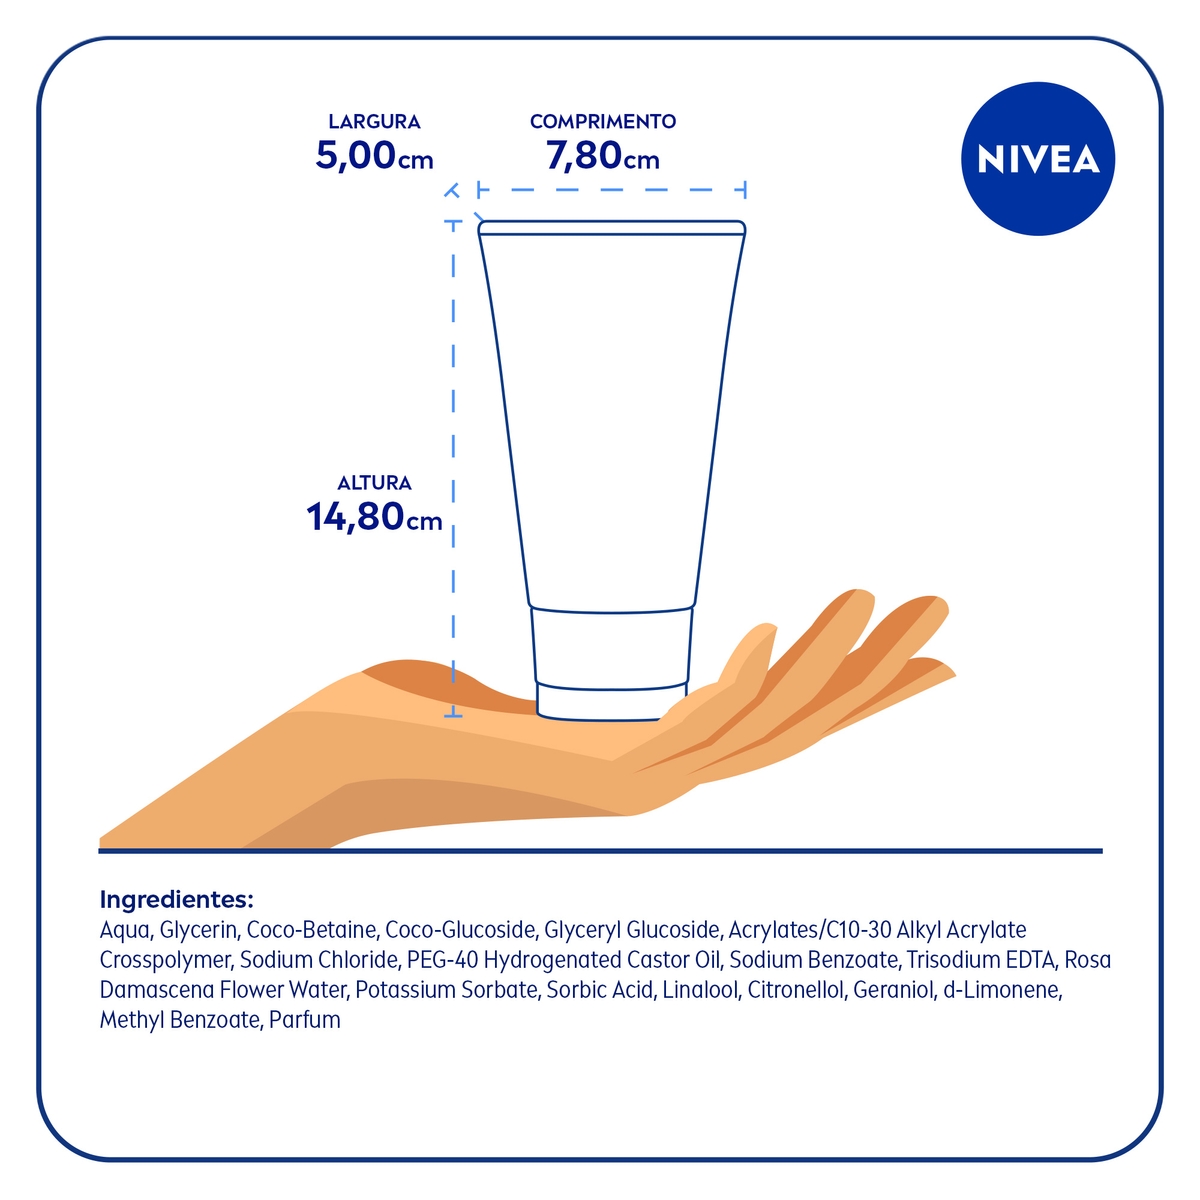 LARGURA
5,00cm
COMPRIMENTO
7,80cm
NIVEA
ALTURA
14,80cm
Ingredientes:
Aqua, Glycerin, Coco-Betaine, Coco-Glucoside, Glyceryl Glucoside, Acrylates/C10-30 Alkyl Acrylate
Crosspolymer, Sodium Chloride, PEG-40 Hydrogenated Castor Oil, Sodium Benzoate, Trisodium EDTA, Rosa
Damascena Flower Water, Potassium Sorbate, Sorbic Acid, Linalool, Citronellol, Geraniol, d-Limonene,
Methyl Benzoate, Parfum